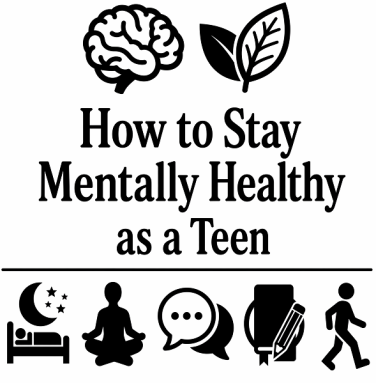 How to Stay
Mentally Healthy
as a Teen